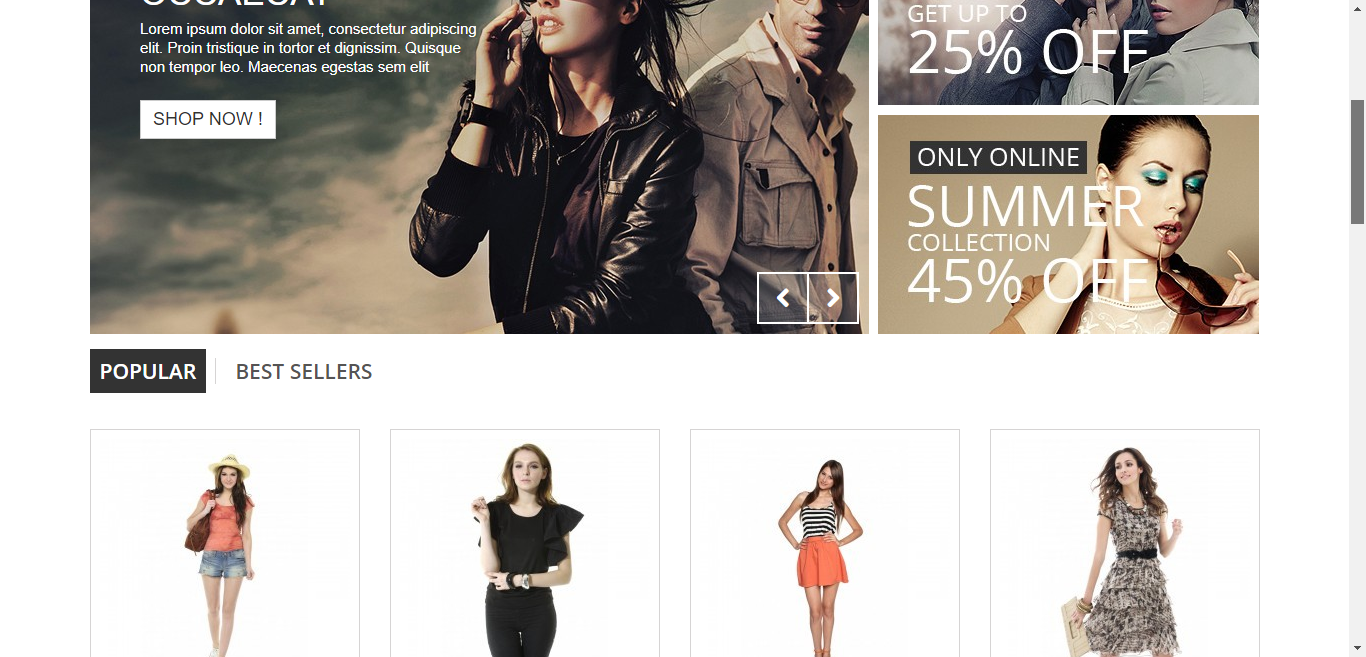 Lorem ipsum dolor sit amet, consectetur adipiscing
elit. Proin tristique in tortor et dignissim. Quisque
non tempor leo. Maecenas egestas sem elit
SHOP NOW !
GET UP TO
25% OFF
ONLY ONLINE
SUMMER
COLLECTION
45% OFF
POPULAR
BEST SELLERS